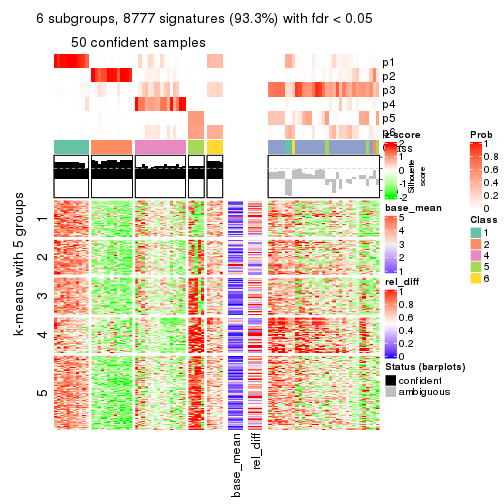 6 subgroups, 8777 signatures (93.3%) with fdr < 0.05
50 confident samples
p1
p2
p3
p4
p5
p6
Class
z-score
2
1
0
-1
-2
Silhouette
score
Prob
1
0.8
0.6
0.4
0.2
0
base_mean
5
4
3
2
1
Class
1
2
4
5
6
rel_diff
1
0.8
0.6
0.4
0.2
0
Status (barplots)
confident
ambiguous
k-means with 5 groups
1
2
3
4
5
base_mean
rel_diff